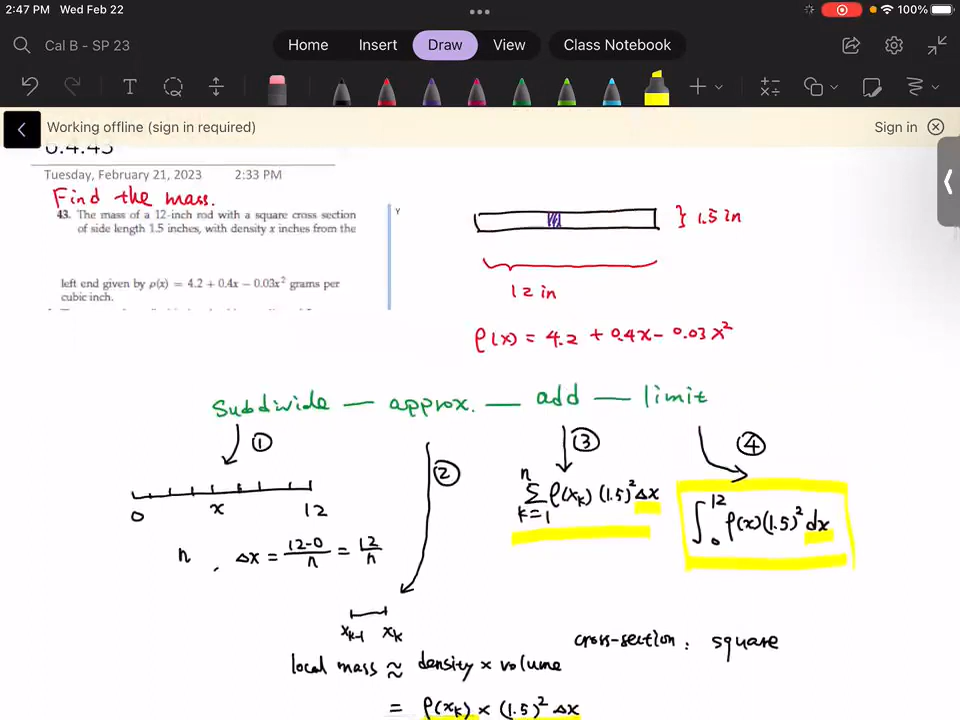 2:47 PM Wed Feb 22
100%
Cal B - SP 23
Home Insert Draw View Class Notebook
Working offline (sign in required)
Sign in
6.4.43
Tuesday, February 21, 2023 2:33 PM
Find the mass.
43. The mass of a 12-inch rod with a square cross section
of side length 1.5 inches, with density x inches from the
left end given by ρ(x) = 4.2 + 0.4x − 0.03x² grams per
cubic inch.
Y
} 1.5 in
12 in
ρ(x) = 4.2 + 0.4x − 0.03x²
subdivide — approx. — add — limit
① ② ③ ④
0 x 12
n , Δx = (12-0)/n = 12/n
n Σ k=1 ρ(xₖ) (1.5)² Δx
∫₀¹² ρ(x)(1.5)² dx
xₖ₋₁ xₖ
cross-section: square
local mass ≈ density × volume
= ρ(xₖ) × (1.5)² Δx